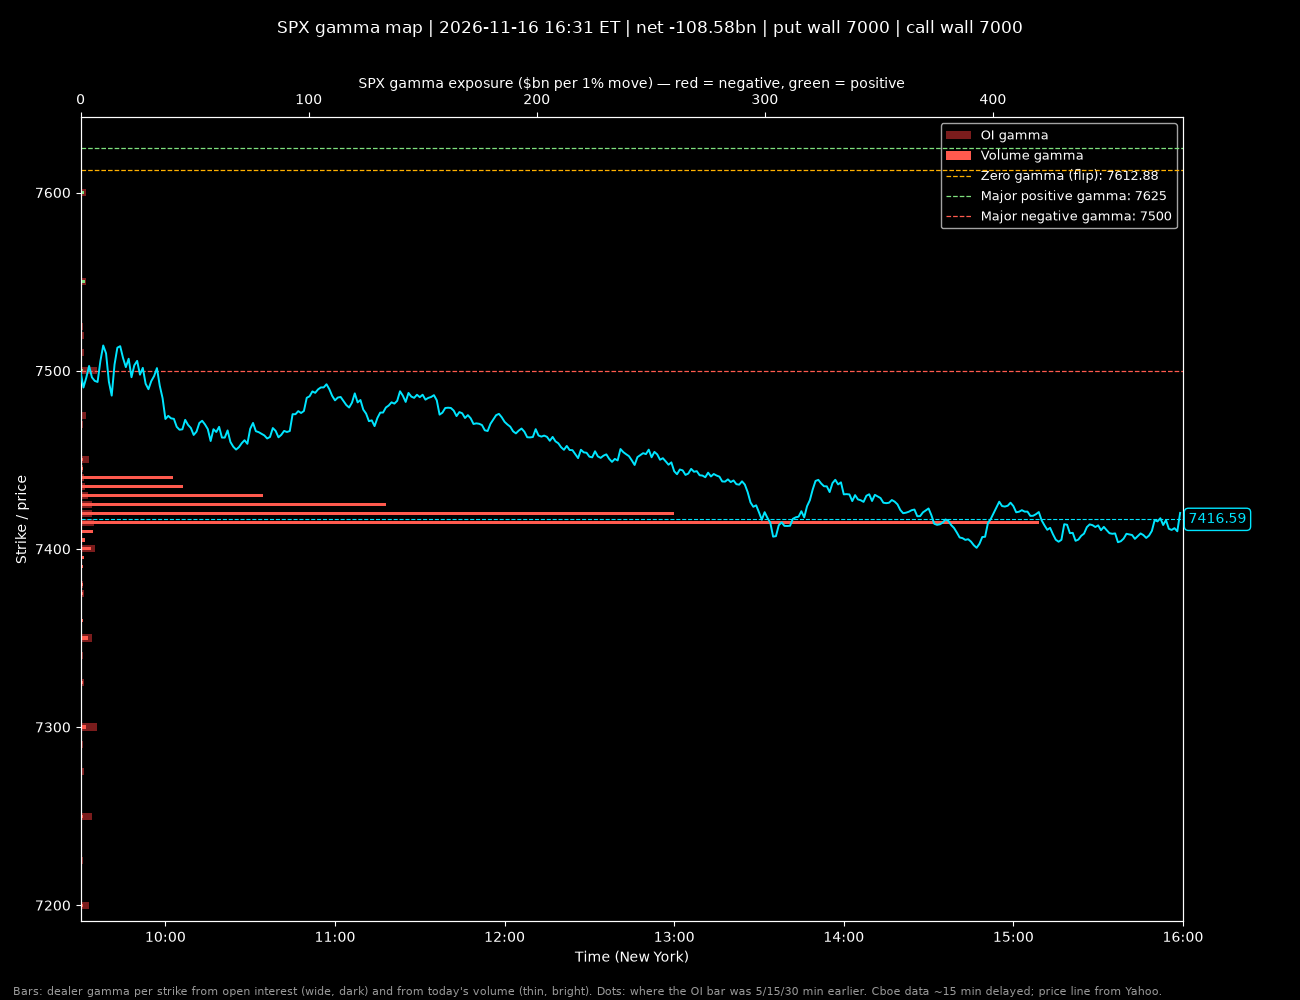 SPX gamma map | 2026-11-16 16:31 ET | net -108.58bn | put wall 7000 | call wall 7000
SPX gamma exposure ($bn per 1% move) — red = negative, green = positive
0 100 200 300 400
OI gamma
Volume gamma
Zero gamma (flip): 7612.88
Major positive gamma: 7625
Major negative gamma: 7500
7600
7500
7400
7300
7200
Strike / price
7416.59
10:00 11:00 12:00 13:00 14:00 15:00 16:00
Time (New York)
Bars: dealer gamma per strike from open interest (wide, dark) and from today's volume (thin, bright). Dots: where the OI bar was 5/15/30 min earlier. Cboe data ~15 min delayed; price line from Yahoo.